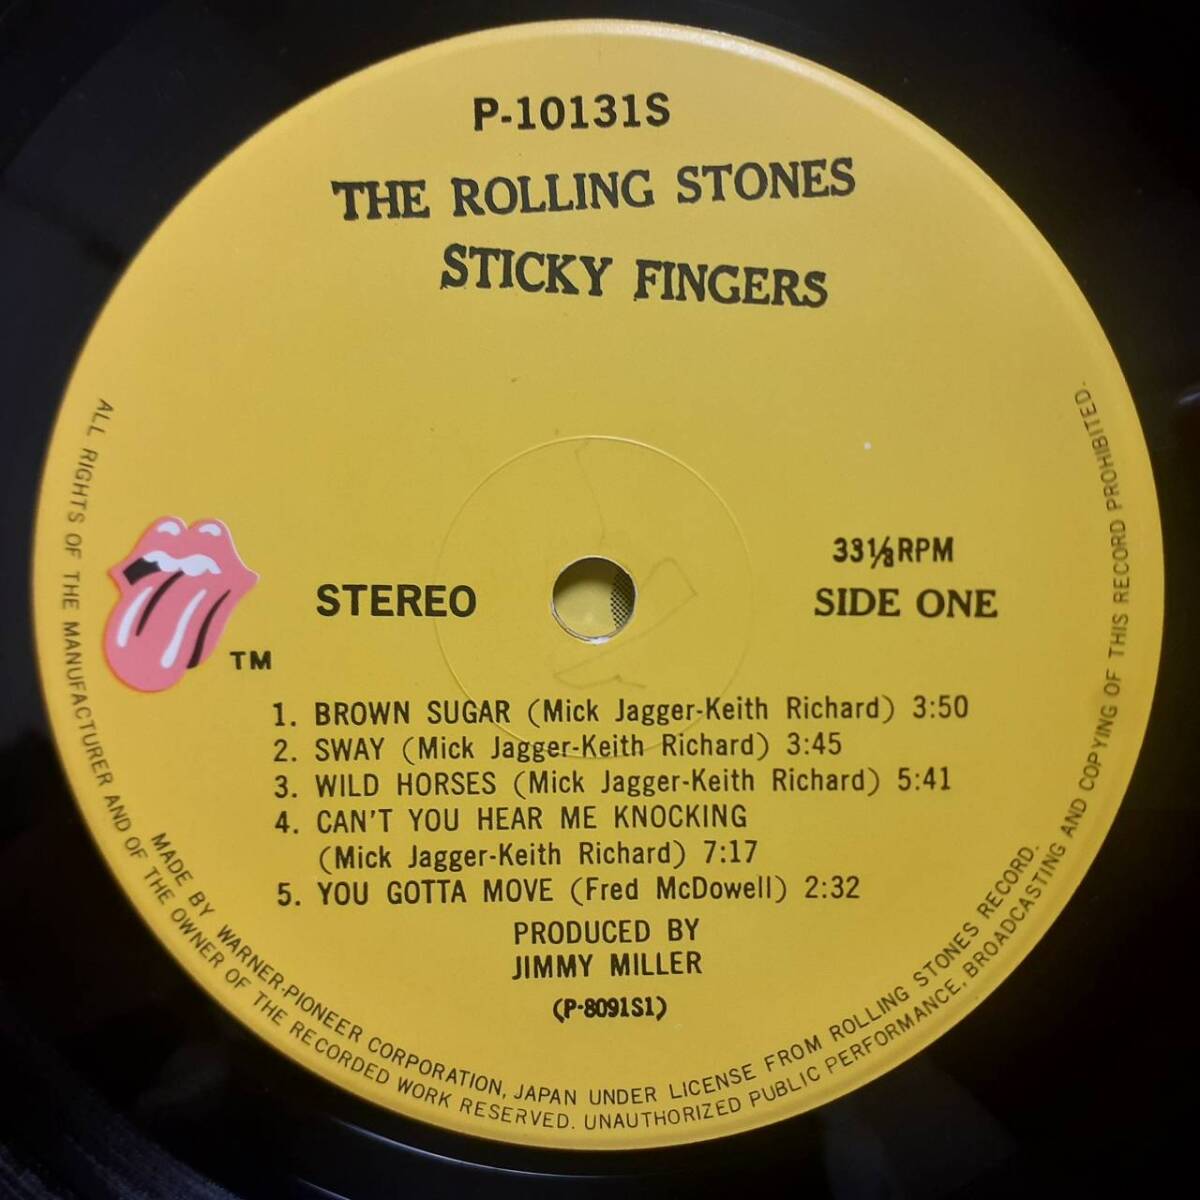 P-10131S
THE ROLLING STONES
STICKY FINGERS
33⅓RPM
STEREO
SIDE ONE
TM
1. BROWN SUGAR (Mick Jagger-Keith Richard) 3:50
2. SWAY (Mick Jagger-Keith Richard) 3:45
3. WILD HORSES (Mick Jagger-Keith Richard) 5:41
4. CAN'T YOU HEAR ME KNOCKING
(Mick Jagger-Keith Richard) 7:17
5. YOU GOTTA MOVE (Fred McDowell) 2:32
PRODUCED BY
JIMMY MILLER
(P-8091S1)
MADE BY WARNER-PIONEER CORPORATION, JAPAN UNDER LICENSE FROM ROLLING STONES RECORD.
ALL RIGHTS OF THE MANUFACTURER AND OF THE OWNER OF THE RECORDED WORK RESERVED. UNAUTHORIZED PUBLIC PERFORMANCE, BROADCASTING AND COPYING OF THIS RECORD PROHIBITED.